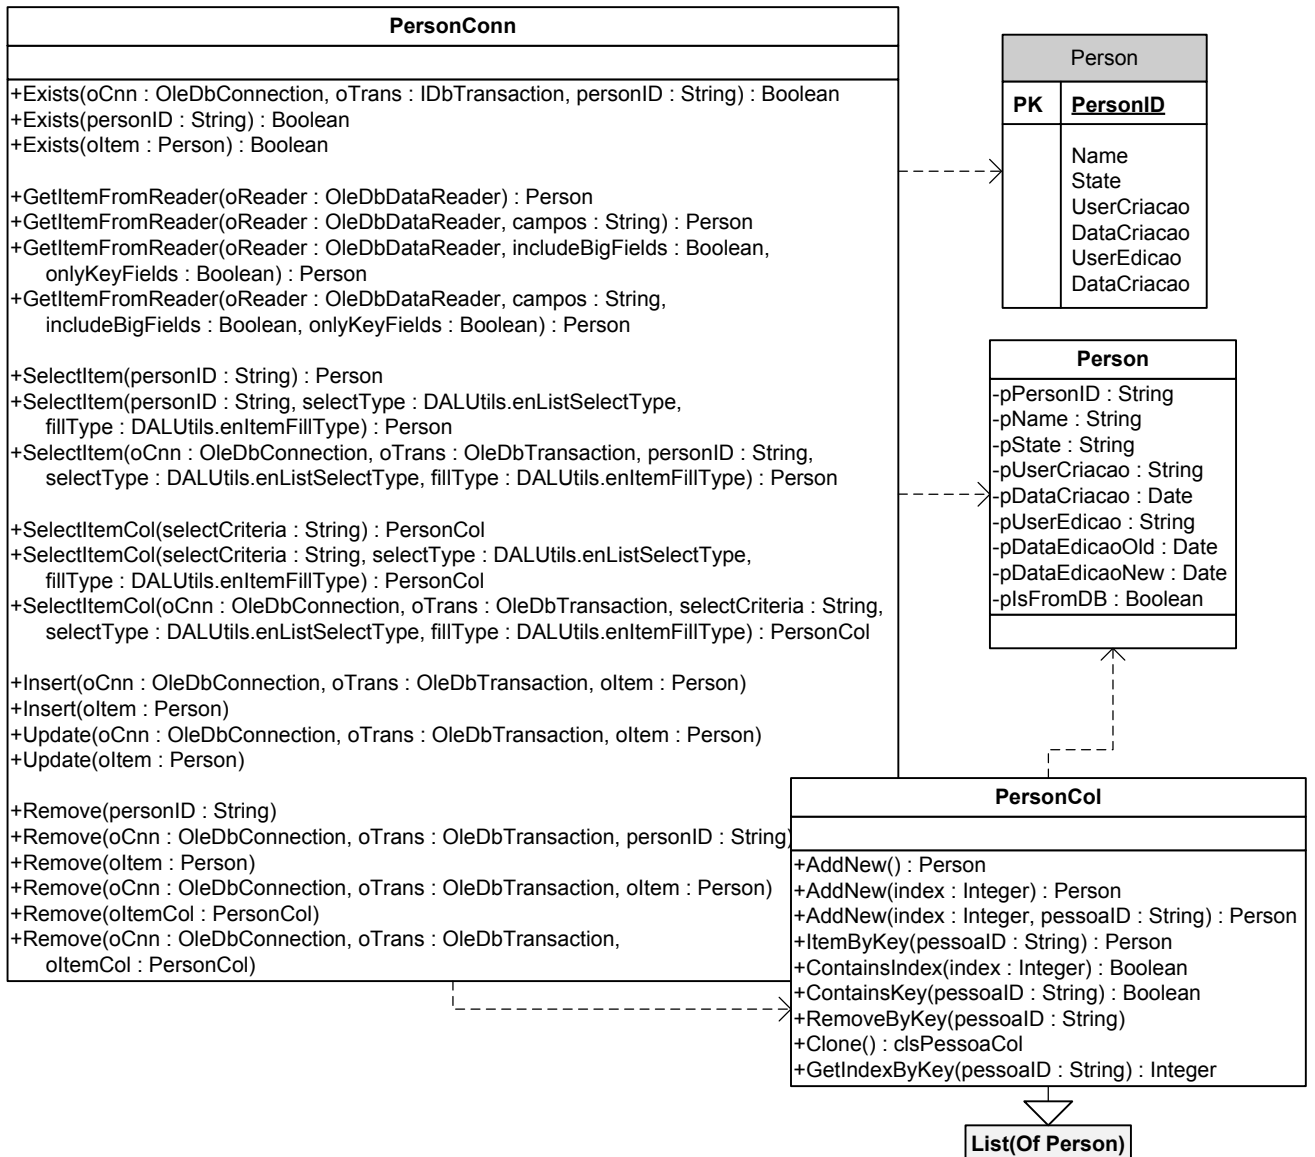 PersonConn
+Exists(oCnn : OleDbConnection, oTrans : IDbTransaction, personID : String) : Boolean
+Exists(personID : String) : Boolean
+Exists(oItem : Person) : Boolean
+GetItemFromReader(oReader : OleDbDataReader) : Person
+GetItemFromReader(oReader : OleDbDataReader, campos : String) : Person
+GetItemFromReader(oReader : OleDbDataReader, includeBigFields : Boolean,
onlyKeyFields : Boolean) : Person
+GetItemFromReader(oReader : OleDbDataReader, campos : String,
includeBigFields : Boolean, onlyKeyFields : Boolean) : Person
+SelectItem(personID : String) : Person
+SelectItem(personID : String, selectType : DALUtils.enListSelectType,
fillType : DALUtils.enItemFillType) : Person
+SelectItem(oCnn : OleDbConnection, oTrans : OleDbTransaction, personID : String,
selectType : DALUtils.enListSelectType, fillType : DALUtils.enItemFillType) : Person
+SelectItemCol(selectCriteria : String) : PersonCol
+SelectItemCol(selectCriteria : String, selectType : DALUtils.enListSelectType,
fillType : DALUtils.enItemFillType) : PersonCol
+SelectItemCol(oCnn : OleDbConnection, oTrans : OleDbTransaction, selectCriteria : String,
selectType : DALUtils.enListSelectType, fillType : DALUtils.enItemFillType) : PersonCol
+Insert(oCnn : OleDbConnection, oTrans : OleDbTransaction, oItem : Person)
+Insert(oItem : Person)
+Update(oCnn : OleDbConnection, oTrans : OleDbTransaction, oItem : Person)
+Update(oItem : Person)
+Remove(personID : String)
+Remove(oCnn : OleDbConnection, oTrans : OleDbTransaction, personID : String)
+Remove(oItem : Person)
+Remove(oCnn : OleDbConnection, oTrans : OleDbTransaction, oItem : Person)
+Remove(oItemCol : PersonCol)
+Remove(oCnn : OleDbConnection, oTrans : OleDbTransaction,
oItemCol : PersonCol)
Person
PK PersonID
Name
State
UserCriacao
DataCriacao
UserEdicao
DataCriacao
Person
-pPersonID : String
-pName : String
-pState : String
-pUserCriacao : String
-pDataCriacao : Date
-pUserEdicao : String
-pDataEdicaoOld : Date
-pDataEdicaoNew : Date
-pIsFromDB : Boolean
PersonCol
+AddNew() : Person
+AddNew(index : Integer) : Person
+AddNew(index : Integer, pessoaID : String) : Person
+ItemByKey(pessoaID : String) : Person
+ContainsIndex(index : Integer) : Boolean
+ContainsKey(pessoaID : String) : Boolean
+RemoveByKey(pessoaID : String)
+Clone() : clsPessoaCol
+GetIndexByKey(pessoaID : String) : Integer
List(Of Person)